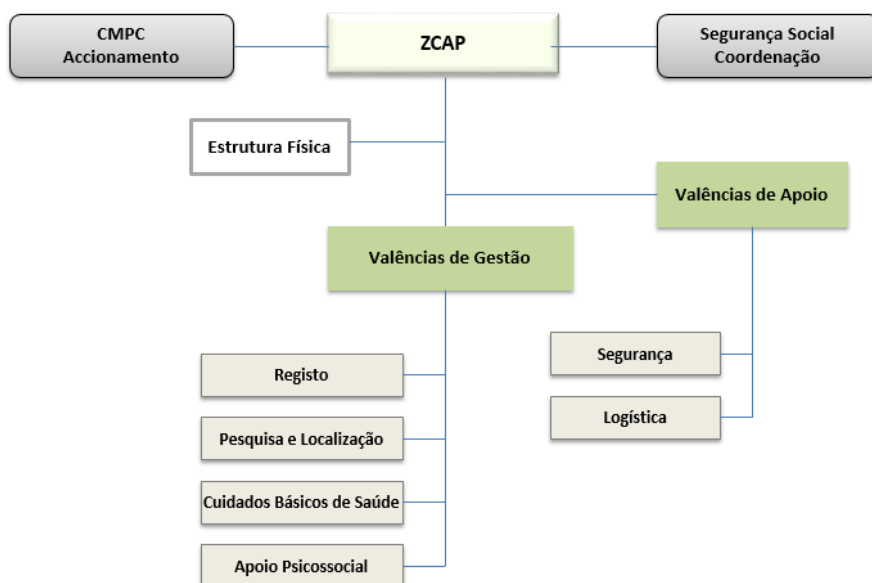 CMPC
Accionamento
ZCAP
Segurança Social
Coordenação
Estrutura Física
Valências de Apoio
Valências de Gestão
Segurança
Registo
Logística
Pesquisa e Localização
Cuidados Básicos de Saúde
Apoio Psicossocial